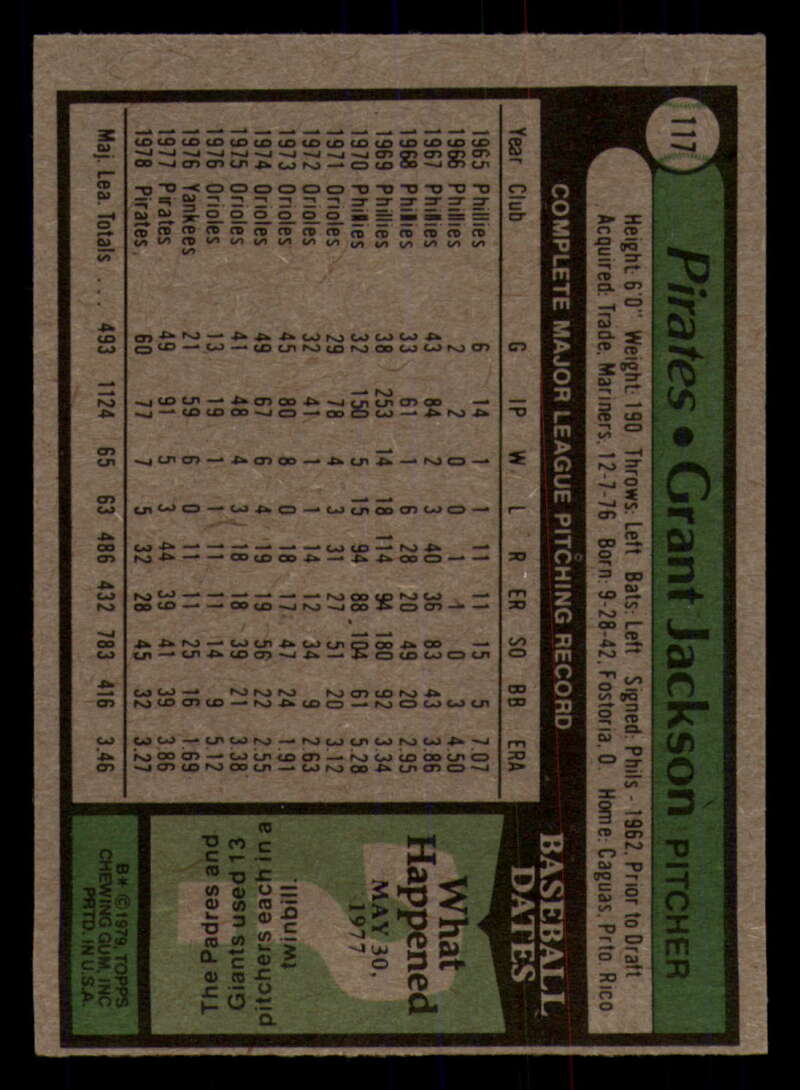 117
Pirates • Grant Jackson PITCHER
Height: 6'0" Weight: 190 Throws: Left Bats: Left Signed: Phils - 1962, Prior to Draft
Acquired: Trade, Mariners, 12-7-76 Born: 9-28-42, Fostoria, O. Home: Caguas, Prto. Rico
COMPLETE MAJOR LEAGUE PITCHING RECORD
Year Club G IP W L R ER SO BB ERA
1965 Phillies 6 14 1 1 11 11 15 5 7.07
1966 Phillies 2 2 0 0 1 1 0 3 4.50
1967 Phillies 43 84 2 3 40 36 83 43 3.86
1968 Phillies 33 61 1 6 28 20 49 20 2.95
1969 Phillies 38 253 14 18 114 94 180 92 3.34
1970 Phillies 32 150 5 15 94 88 104 61 5.28
1971 Orioles 29 78 4 3 31 27 51 20 3.12
1972 Orioles 32 41 1 1 14 12 34 9 2.63
1973 Orioles 45 80 8 0 18 17 47 24 1.91
1974 Orioles 49 67 6 4 19 19 56 22 2.55
1975 Orioles 41 48 4 3 18 18 39 21 3.38
1976 Orioles 13 19 1 1 11 11 14 9 5.12
1976 Yankees 21 59 6 0 11 11 25 16 1.69
1977 Pirates 49 91 5 3 44 39 41 39 3.86
1978 Pirates 60 77 7 5 32 28 45 32 3.27
Maj. Lea. Totals .... 493 1124 65 63 486 432 783 416 3.46
BASEBALL
DATES
What
Happened
MAY 30,
1977
?
The Padres and
Giants used 13
pitchers each in a
twinbill.
B* ©1979, TOPPS
CHEWING GUM, INC
PRTD. IN U.S.A.